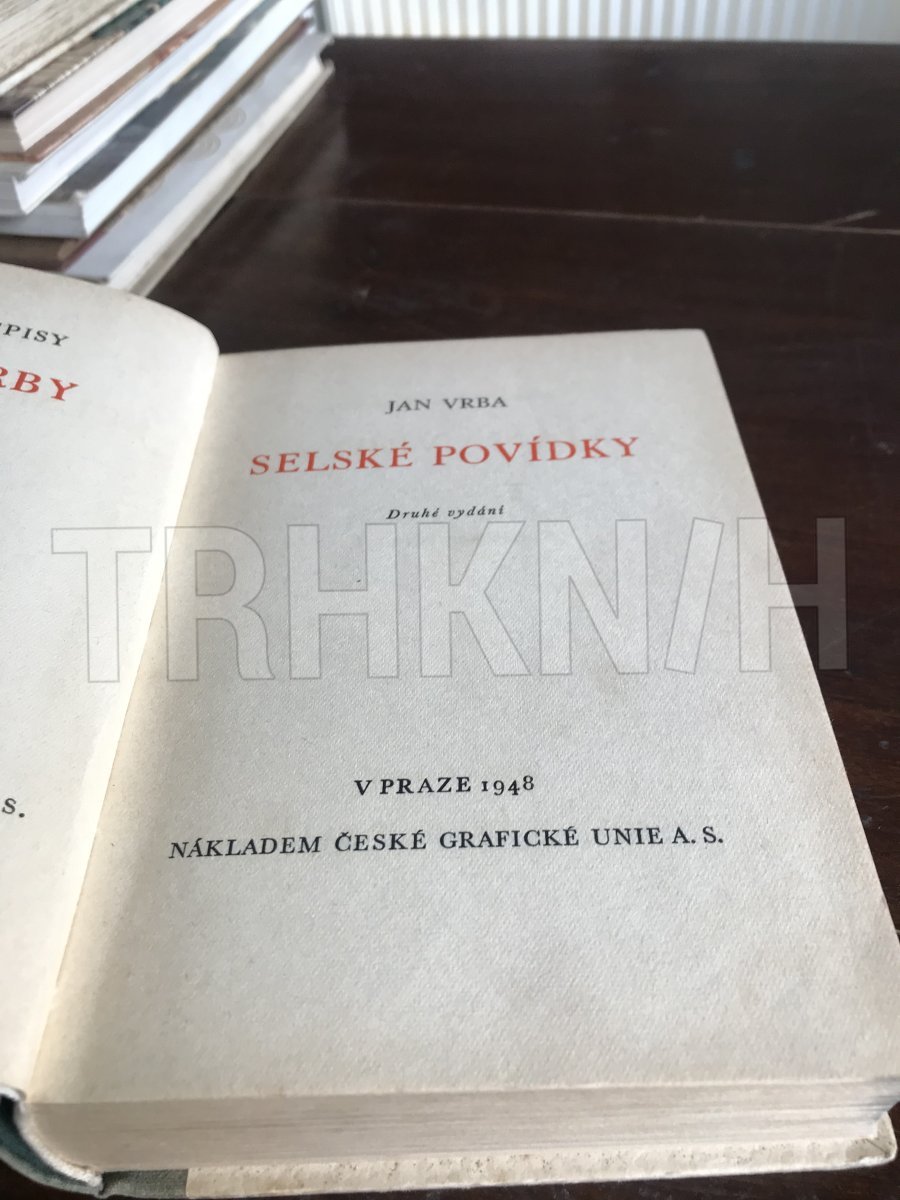 JAN VRBA
SELSKÉ POVÍDKY
Druhé vydání
TRHKNIH
V PRAZE 1948
NÁKLADEM ČESKÉ GRAFICKÉ UNIE A. S.
S.